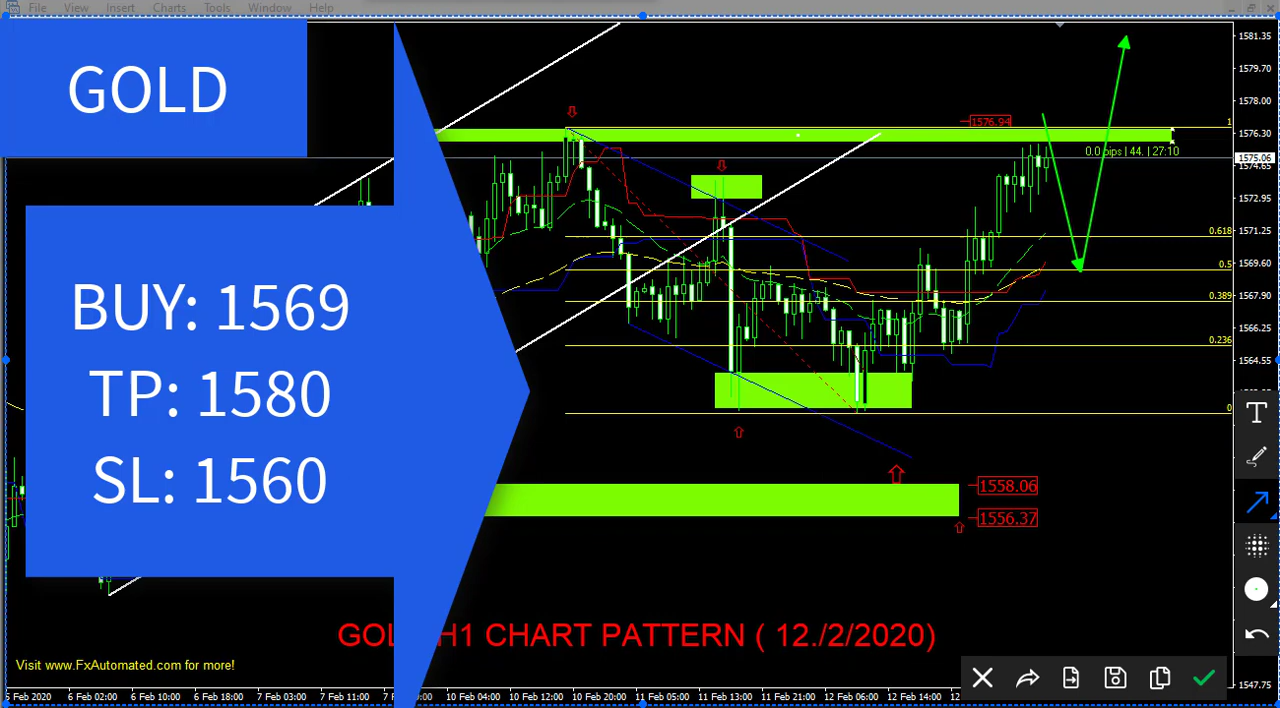 File View Insert Charts Tools Window Help
GOLD
BUY: 1569
TP: 1580
SL: 1560
1581.35
1579.70
1578.00
1576.94
1
1576.30
0.0 pips | 44. | 27:10
1575.06
1574.65
1572.95
0.618
1571.25
0.5
1569.60
0.389
1567.90
1566.25
0.236
1564.55
0
1558.06
1556.37
H1 CHART PATTERN ( 12./2/2020)
Visit www.FxAutomated.com for more!
1547.75
Feb 2020 6 Feb 02:00 6 Feb 10:00 6 Feb 18:00 7 Feb 03:00 7 Feb 11:00 10 Feb 04:00 10 Feb 12:00 10 Feb 20:00 11 Feb 05:00 11 Feb 13:00 11 Feb 21:00 12 Feb 06:00 12 Feb 14:00
T